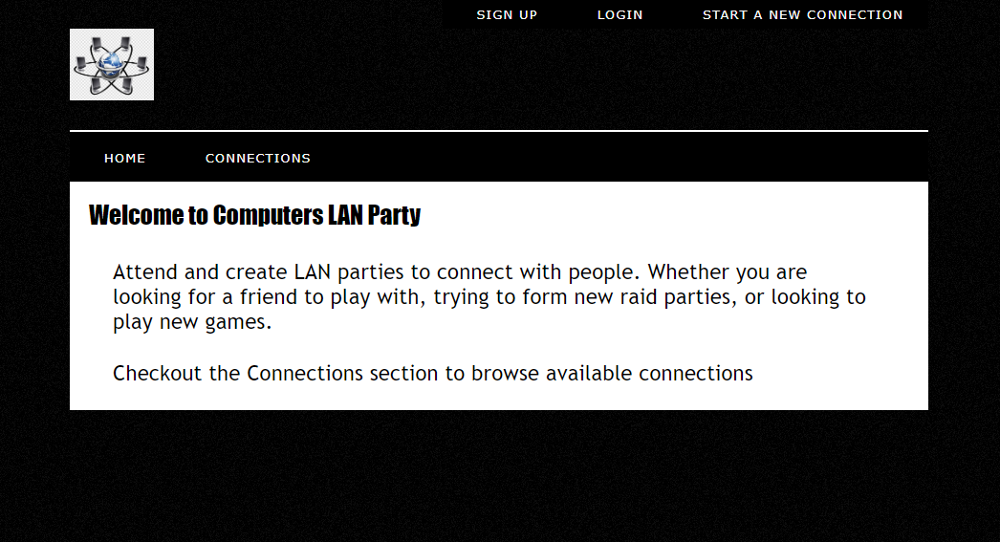 SIGN UP LOGIN START A NEW CONNECTION
HOME CONNECTIONS
Welcome to Computers LAN Party
Attend and create LAN parties to connect with people. Whether you are
looking for a friend to play with, trying to form new raid parties, or looking to
play new games.
Checkout the Connections section to browse available connections